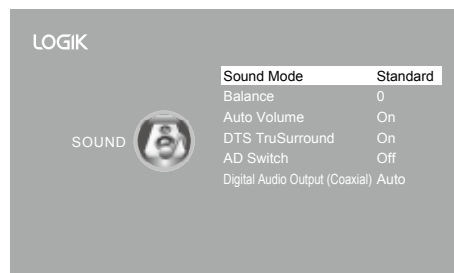 LOGIK
SOUND
Sound Mode Standard
Balance 0
Auto Volume On
DTS TruSurround On
AD Switch Off
Digital Audio Output (Coaxial) Auto